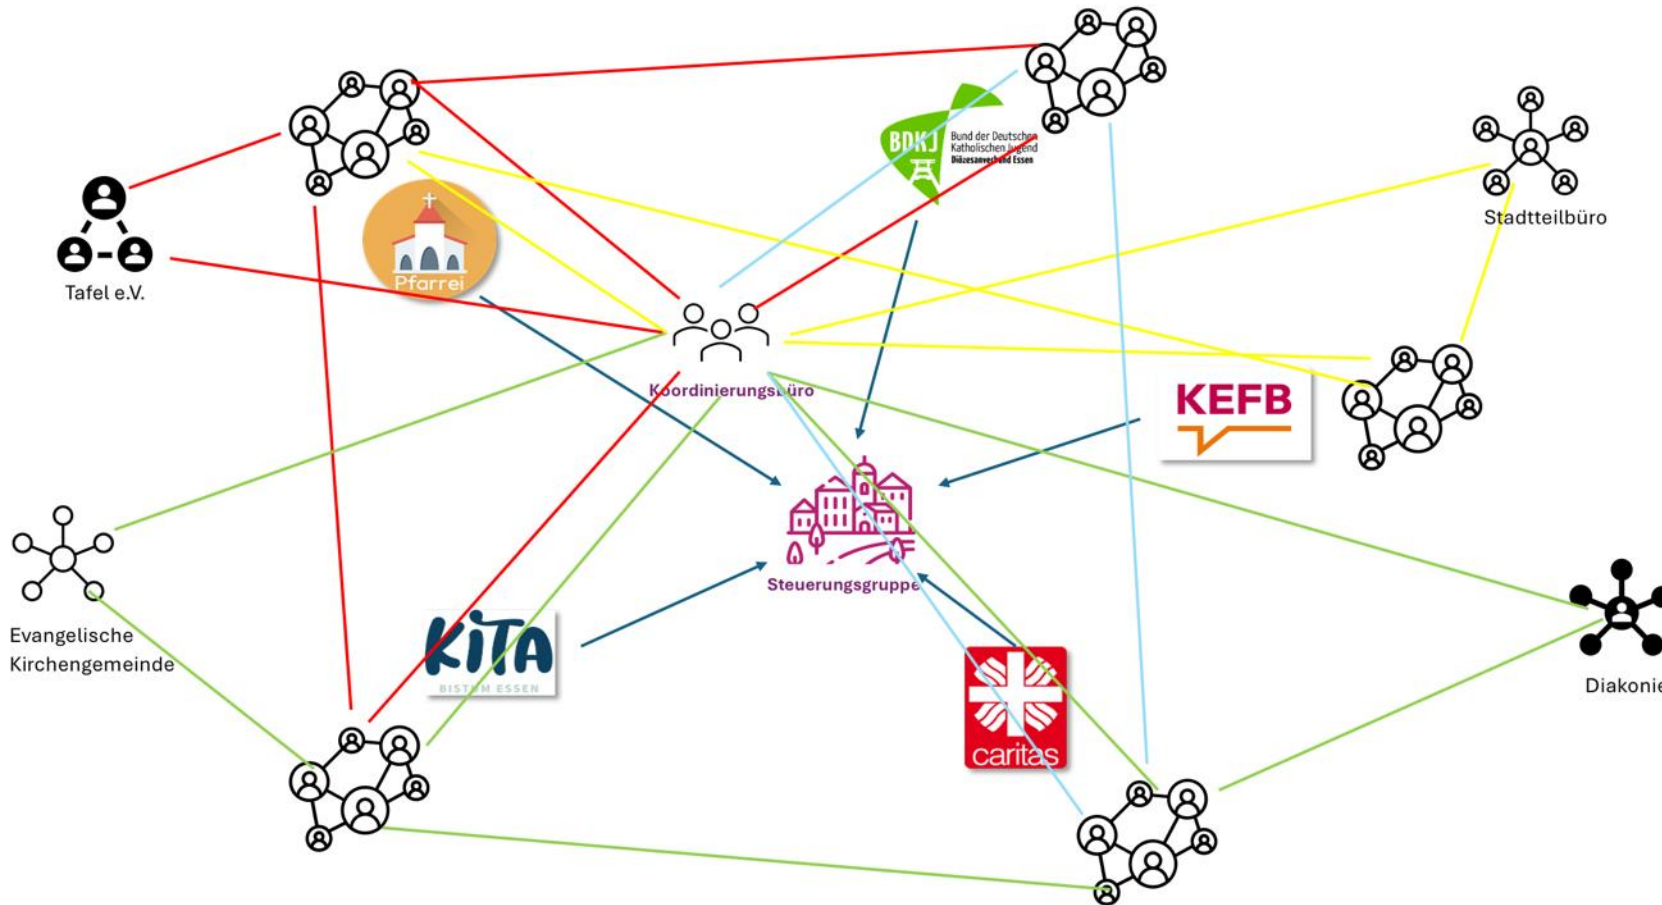 BDKJ
Bund der Deutschen
Katholischen Jugend
Diözesanverband Essen
Stadtteilbüro
Pfarrei
Tafel e.V.
Koordinierungsbüro
KEFB
Steuerungsgruppe
Evangelische
Kirchengemeinde
KiTA
BISTUM ESSEN
caritas
Diakonie